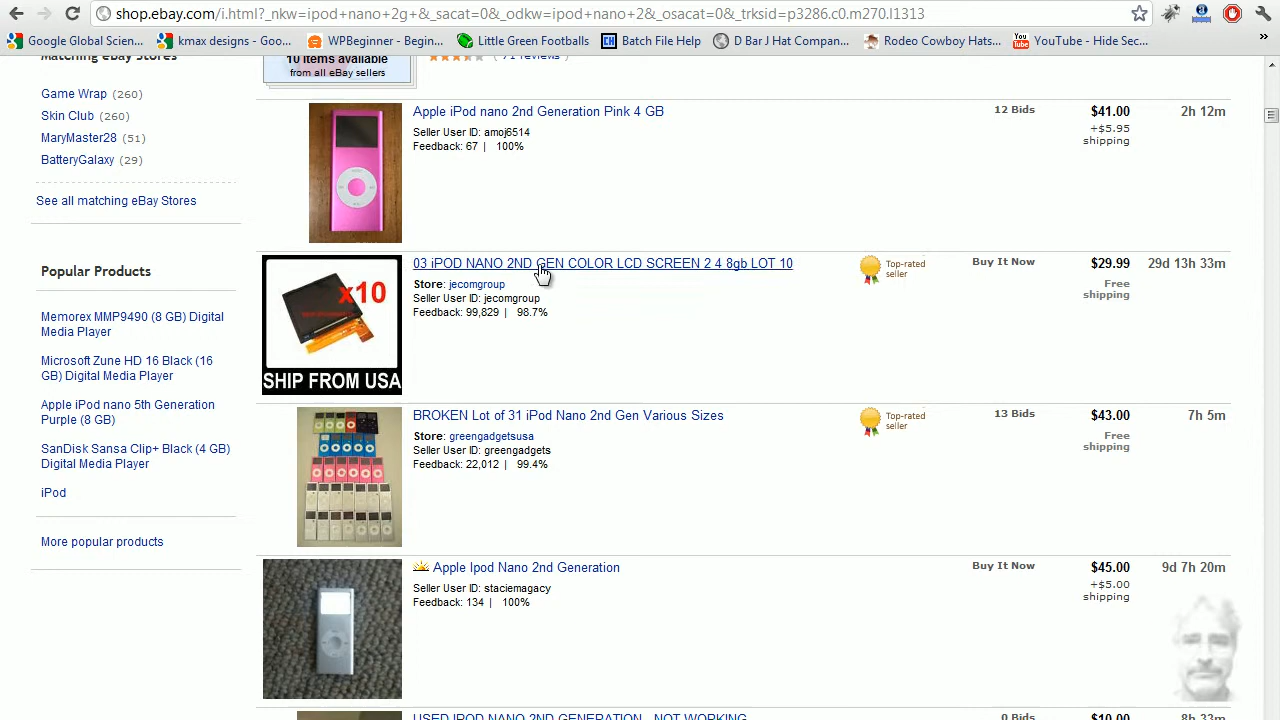 shop.ebay.com/i.html?_nkw=ipod+nano+2g+&_sacat=0&_odkw=ipod+nano+2&_osacat=0&_trksid=p3286.c0.m270.l1313
Google Global Scien...
kmax designs - Goo...
WPBeginner - Begin...
Little Green Footballs
CH Batch File Help
D Bar J Hat Compan...
Rodeo Cowboy Hats...
You Tube YouTube - Hide Sec...
»
Matching eBay Stores
Game Wrap (260)
Skin Club (260)
MaryMaster28 (51)
BatteryGalaxy (29)
See all matching eBay Stores
Popular Products
Memorex MMP9490 (8 GB) Digital
Media Player
Microsoft Zune HD 16 Black (16
GB) Digital Media Player
Apple iPod nano 5th Generation
Purple (8 GB)
SanDisk Sansa Clip+ Black (4 GB)
Digital Media Player
iPod
More popular products
10 items available
from all eBay sellers
(71 reviews)
Apple iPod nano 2nd Generation Pink 4 GB
Seller User ID: amoj6514
Feedback: 67 | 100%
12 Bids
$41.00
+$5.95
shipping
2h 12m
x10
SHIP FROM USA
03 iPOD NANO 2ND GEN COLOR LCD SCREEN 2 4 8gb LOT 10
Store: jecomgroup
Seller User ID: jecomgroup
Feedback: 99,829 | 98.7%
Top-rated
seller
Buy It Now
$29.99
Free
shipping
29d 13h 33m
BROKEN Lot of 31 iPod Nano 2nd Gen Various Sizes
Store: greengadgetsusa
Seller User ID: greengadgets
Feedback: 22,012 | 99.4%
Top-rated
seller
13 Bids
$43.00
Free
shipping
7h 5m
Apple Ipod Nano 2nd Generation
Seller User ID: staciemagacy
Feedback: 134 | 100%
Buy It Now
$45.00
+$5.00
shipping
9d 7h 20m
USED IPOD NANO 2ND GENERATION - NOT WORKING
0 Bids
$10.00
8h 33m